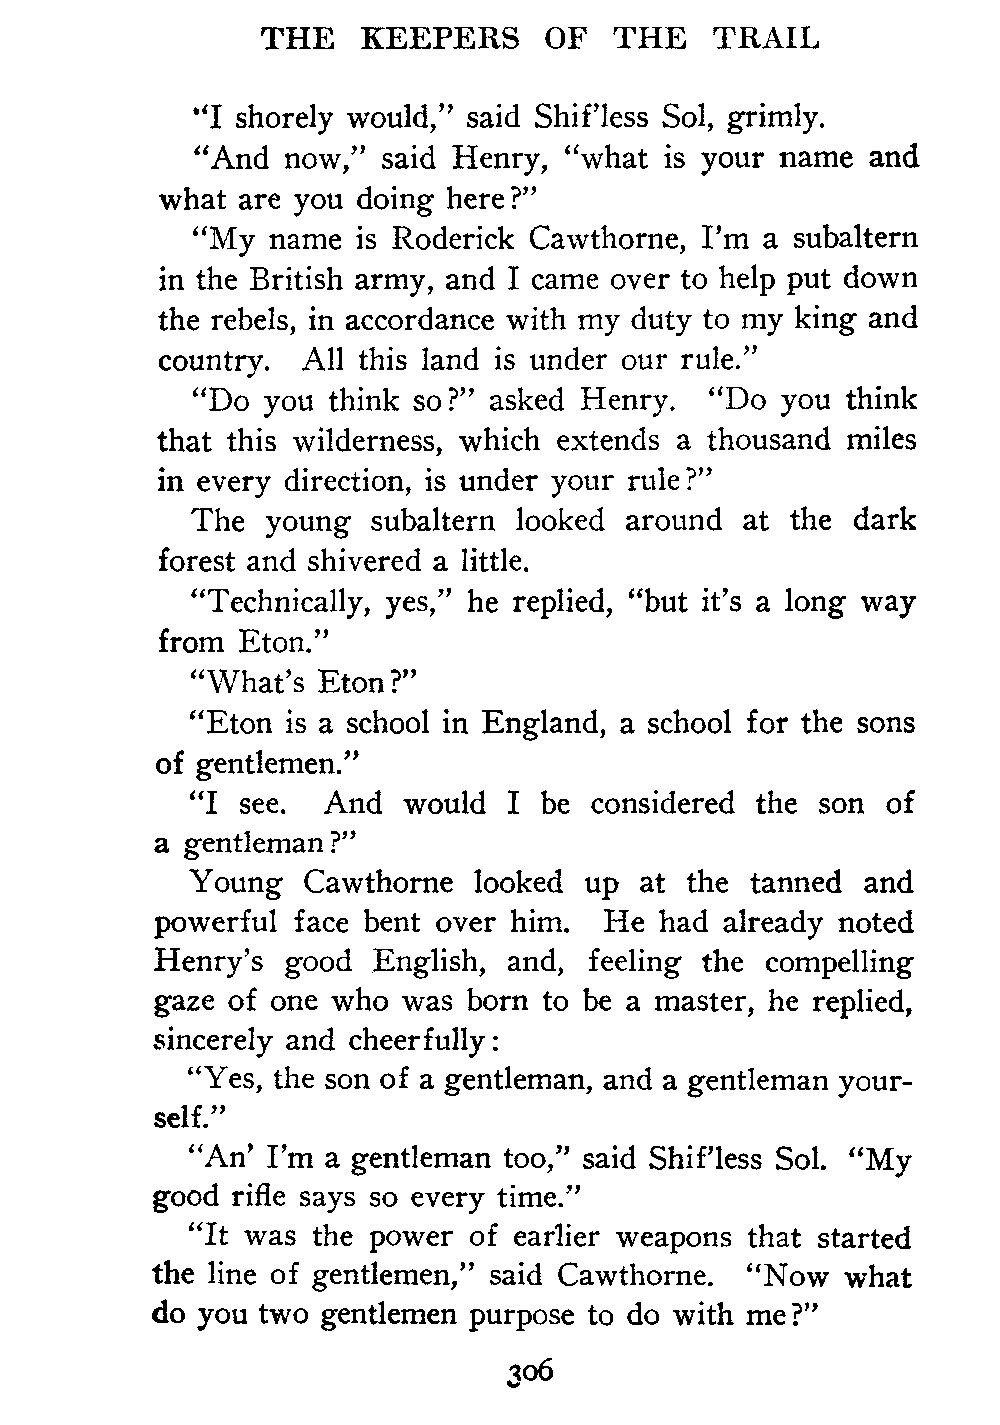 THE KEEPERS OF THE TRAIL
"I shorely would," said Shif'less Sol, grimly.
"And now," said Henry, "what is your name and
what are you doing here?"
"My name is Roderick Cawthorne, I'm a subaltern
in the British army, and I came over to help put down
the rebels, in accordance with my duty to my king and
country. All this land is under our rule."
"Do you think so?" asked Henry. "Do you think
that this wilderness, which extends a thousand miles
in every direction, is under your rule?"
The young subaltern looked around at the dark
forest and shivered a little.
"Technically, yes," he replied, "but it's a long way
from Eton."
"What's Eton?"
"Eton is a school in England, a school for the sons
of gentlemen."
"I see. And would I be considered the son of
a gentleman?"
Young Cawthorne looked up at the tanned and
powerful face bent over him. He had already noted
Henry's good English, and, feeling the compelling
gaze of one who was born to be a master, he replied,
sincerely and cheerfully:
"Yes, the son of a gentleman, and a gentleman your-
self."
"An' I'm a gentleman too," said Shif'less Sol. "My
good rifle says so every time."
"It was the power of earlier weapons that started
the line of gentlemen," said Cawthorne. "Now what
do you two gentlemen purpose to do with me?"
306